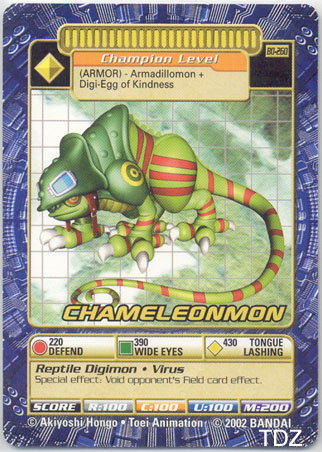 Champion Level
BO-260
(ARMOR) - Armadillomon +
Digi-Egg of Kindness
CHAMELEONMON
220 DEFEND
390 WIDE EYES
430 TONGUE LASHING
Reptile Digimon • Virus
Special effect: Void opponent's Field card effect.
SCORE R:100 C:100 U:100 M:200
© Akiyoshi Hongo • Toei Animation © 2002 BANDAI
TDZ